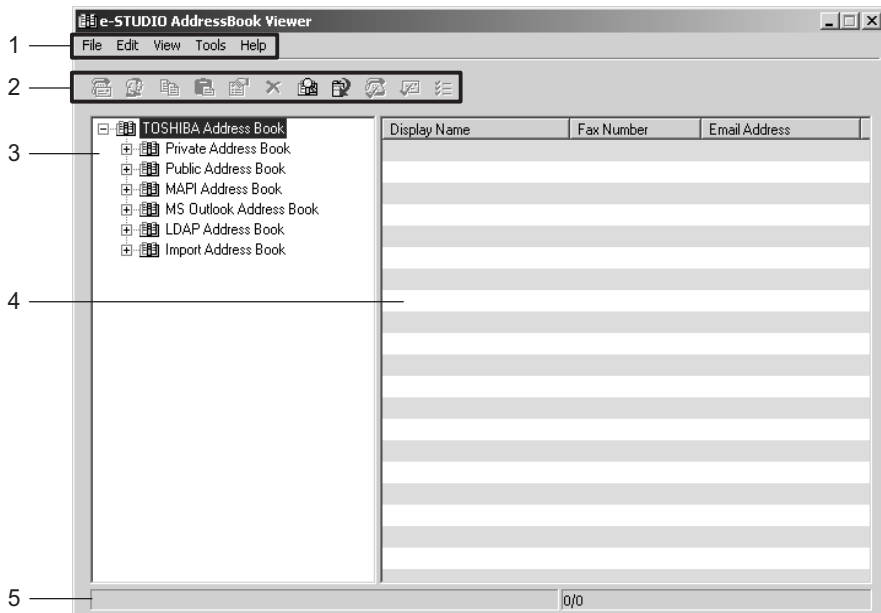 e-STUDIO AddressBook Viewer
1
File Edit View Tools Help
2
3
TOSHIBA Address Book
Private Address Book
Public Address Book
MAPI Address Book
MS Outlook Address Book
LDAP Address Book
Import Address Book
Display Name Fax Number Email Address
4
5
0/0